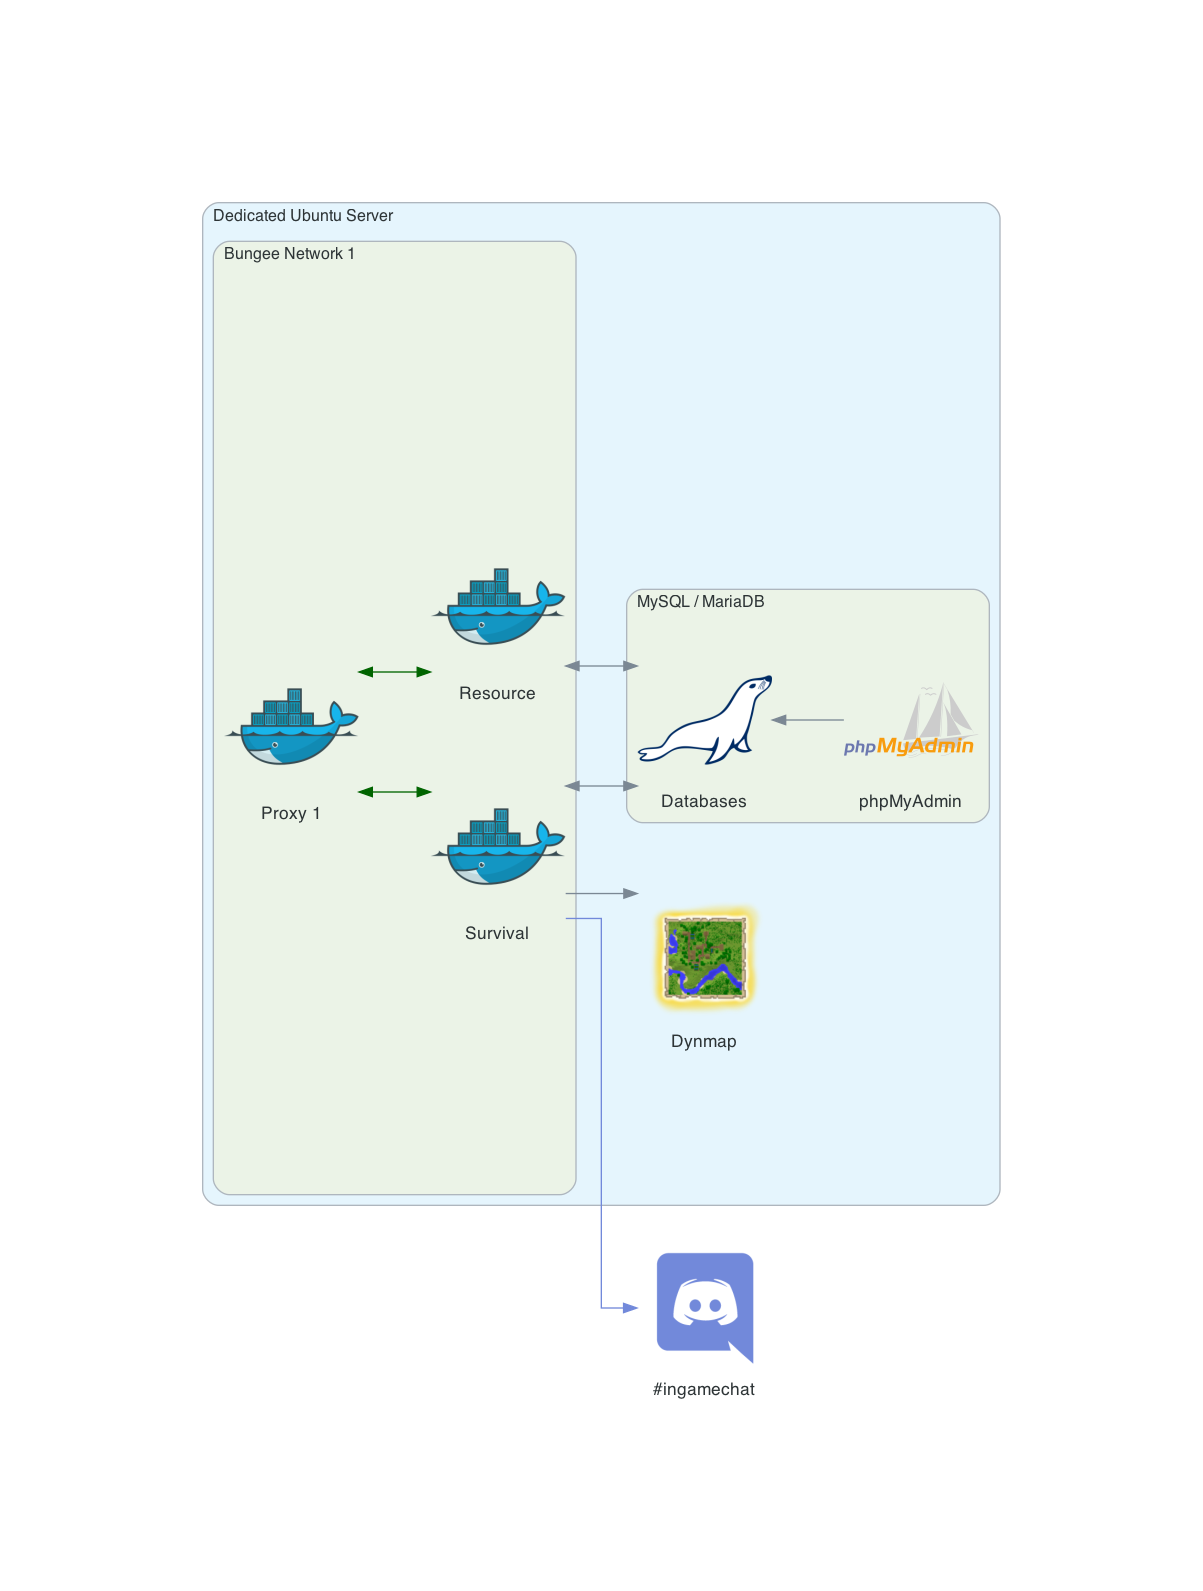 Dedicated Ubuntu Server
Bungee Network 1
Resource
Proxy 1
Survival
MySQL / MariaDB
Databases
phpMyAdmin
phpMyAdmin
Dynmap
#ingamechat